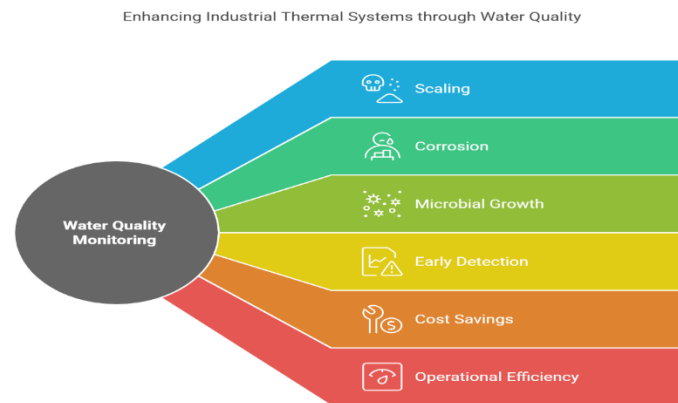 Enhancing Industrial Thermal Systems through Water Quality
Scaling
Corrosion
Microbial Growth
Water Quality
Monitoring
Early Detection
Cost Savings
Operational Efficiency